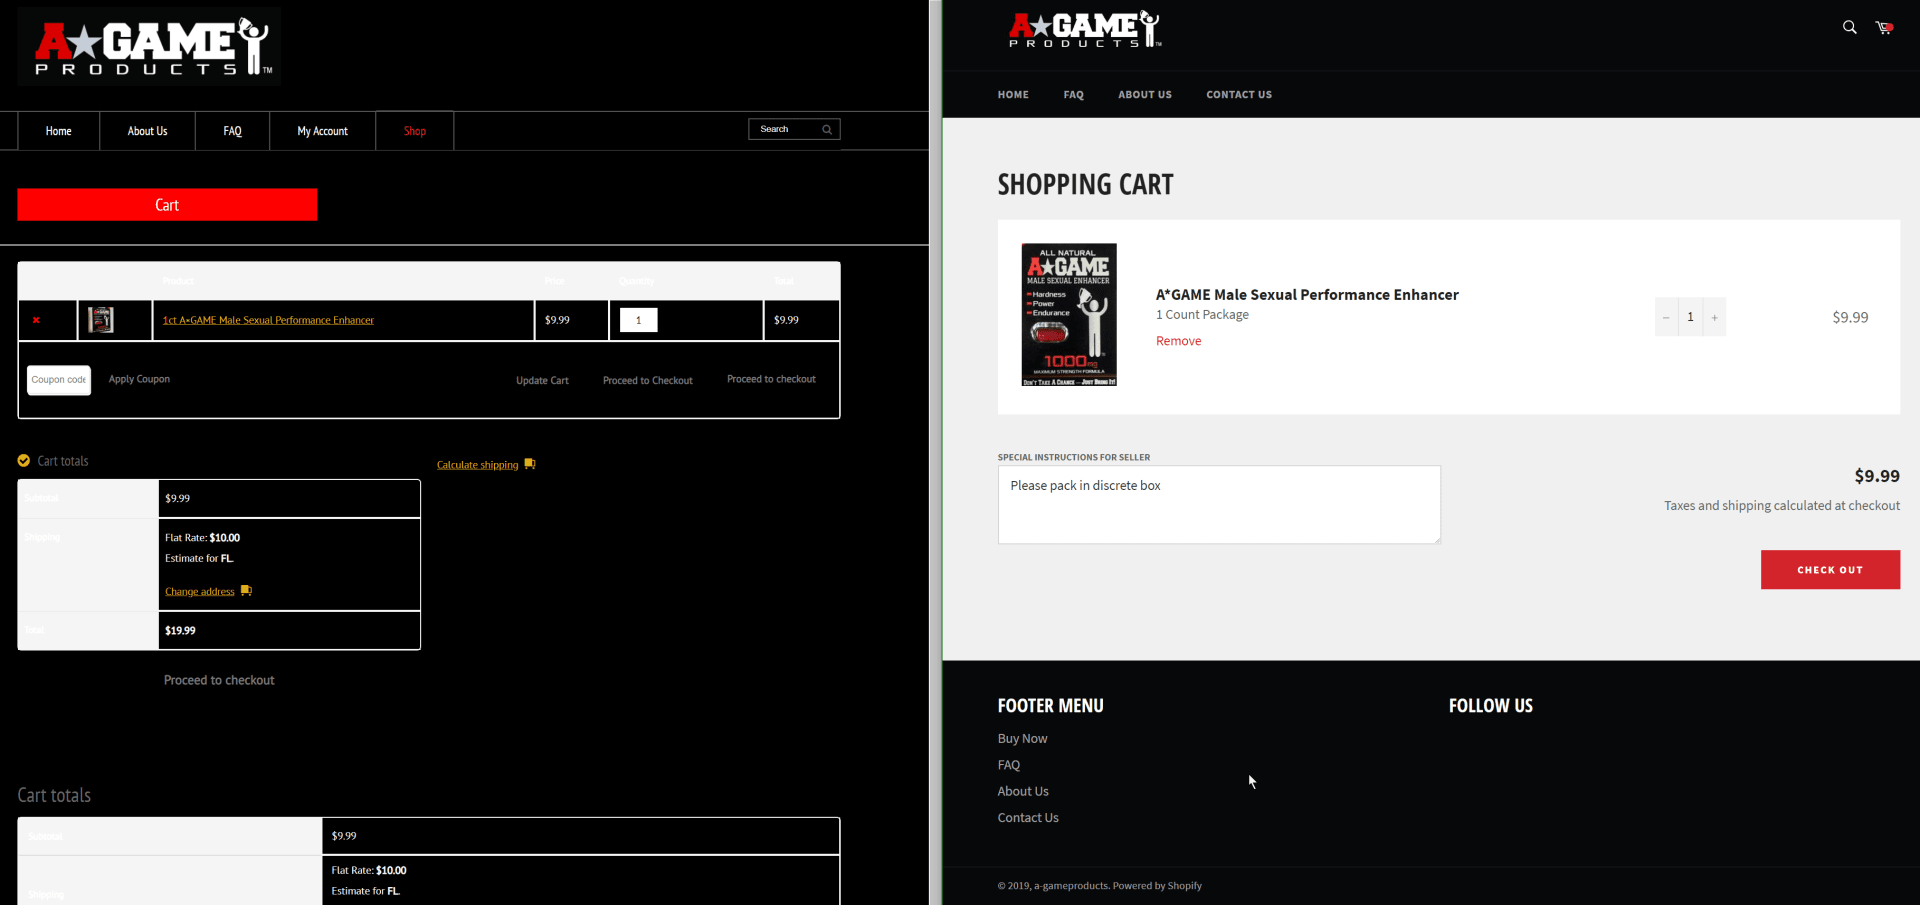 A★GAME
PRODUCTS™
Home
About Us
FAQ
My Account
Shop
Search
Cart
Product
Price
Quantity
Total
1ct A×GAME Male Sexual Performance Enhancer
$9.99
1
$9.99
Coupon code
Apply Coupon
Update Cart
Proceed to Checkout
Proceed to checkout
Cart totals
Calculate shipping
Subtotal
$9.99
Shipping
Flat Rate: $10.00
Estimate for FL.
Change address
Total
$19.99
Proceed to checkout
Cart totals
Subtotal
$9.99
Shipping
Flat Rate: $10.00
Estimate for FL.
A★GAME
PRODUCTS™
HOME
FAQ
ABOUT US
CONTACT US
SHOPPING CART
ALL NATURAL
A★GAME
MALE SEXUAL ENHANCER
Hardness
Power
Endurance
1000mg
MAXIMUM STRENGTH FORMULA
DON'T TAKE A CHANCE — JUST BRING IT!
A*GAME Male Sexual Performance Enhancer
1 Count Package
Remove
− 1 +
$9.99
SPECIAL INSTRUCTIONS FOR SELLER
Please pack in discrete box
$9.99
Taxes and shipping calculated at checkout
CHECK OUT
FOOTER MENU
Buy Now
FAQ
About Us
Contact Us
FOLLOW US
© 2019, a-gameproducts. Powered by Shopify